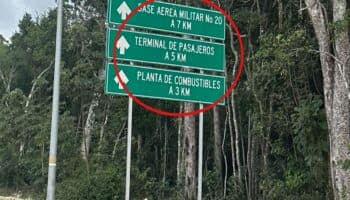 BASE AEREA MILITAR No 20
A 7 KM
TERMINAL DE PASAJEROS
A 5 KM
PLANTA DE COMBUSTIBLES
A 3 KM